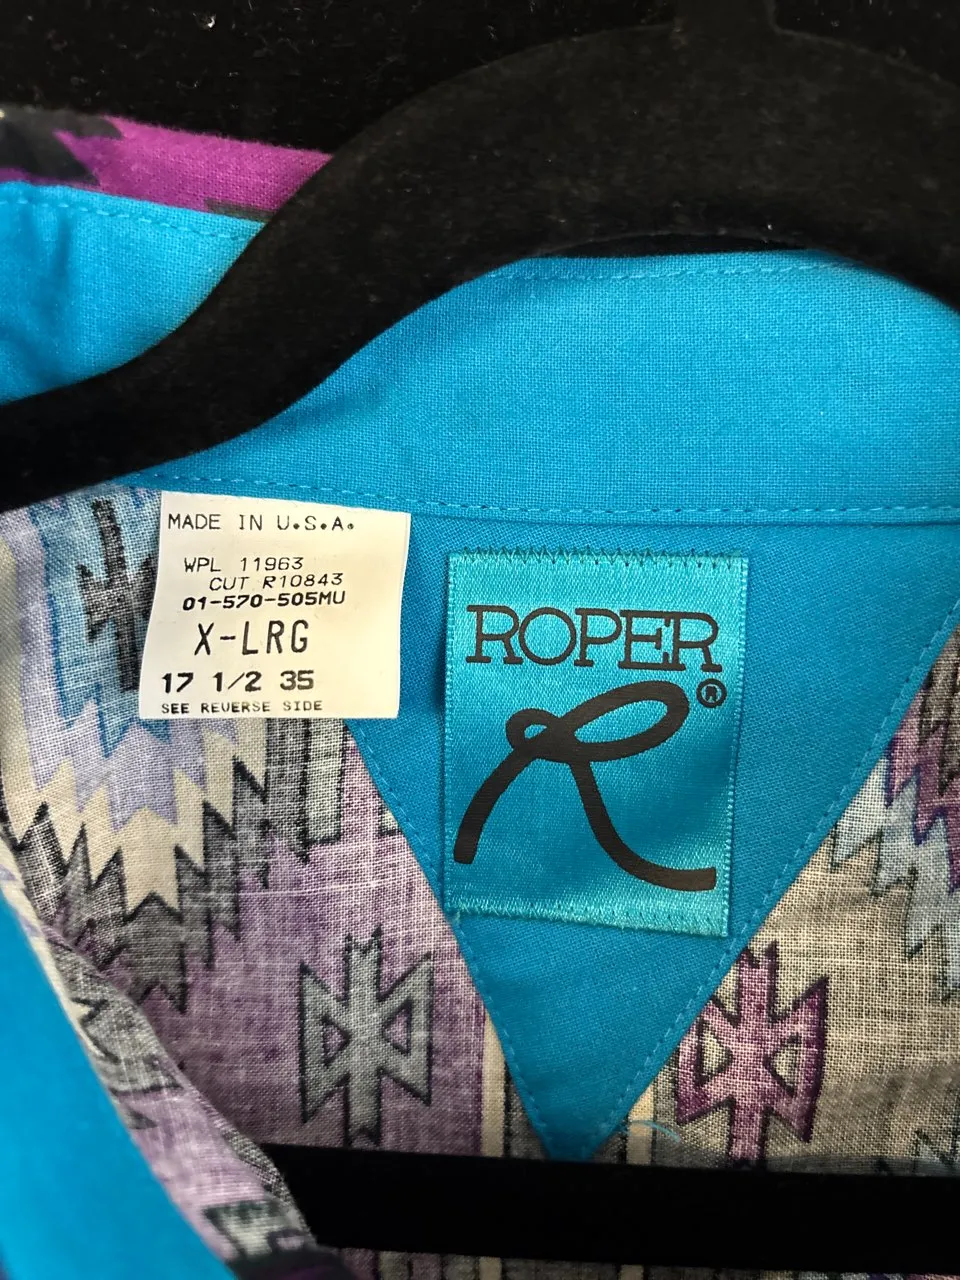 MADE IN U.S.A.
WPL 11963
CUT R10843
01-570-505MU
X-LRG
17 1/2 35
SEE REVERSE SIDE
ROPER
R®